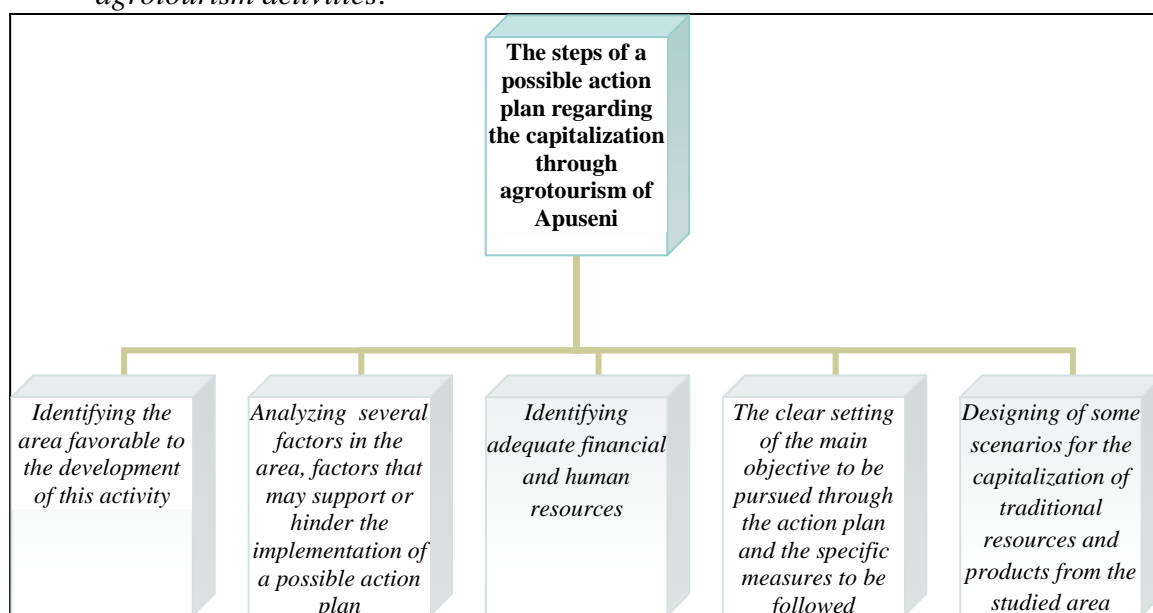 agrotourism activities.
The steps of a
possible action
plan regarding
the capitalization
through
agrotourism of
Apuseni
Identifying the
area favorable to
the development
of this activity
Analyzing several
factors in the
area, factors that
may support or
hinder the
implementation of
a possible action
plan
Identifying
adequate financial
and human
resources
The clear setting
of the main
objective to be
pursued through
the action plan
and the specific
measures to be
followed
Designing of some
scenarios for the
capitalization of
traditional
resources and
products from the
studied area